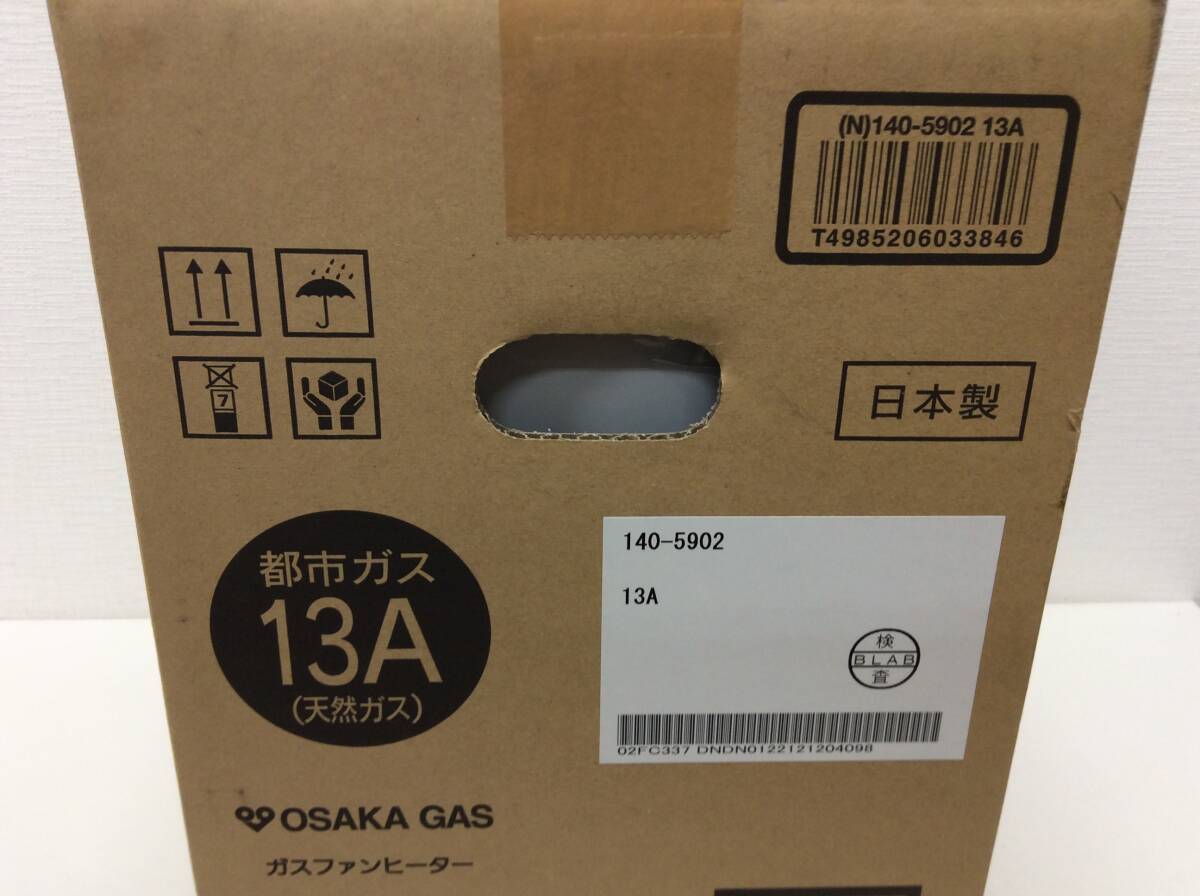 (N)140-5902 13A
T4985206033846
7
日本製
都市ガス
13A
(天然ガス)
140-5902
13A
検
BLAB
査
02FC337 DNDN0122121204098
OSAKA GAS
ガスファンヒーター